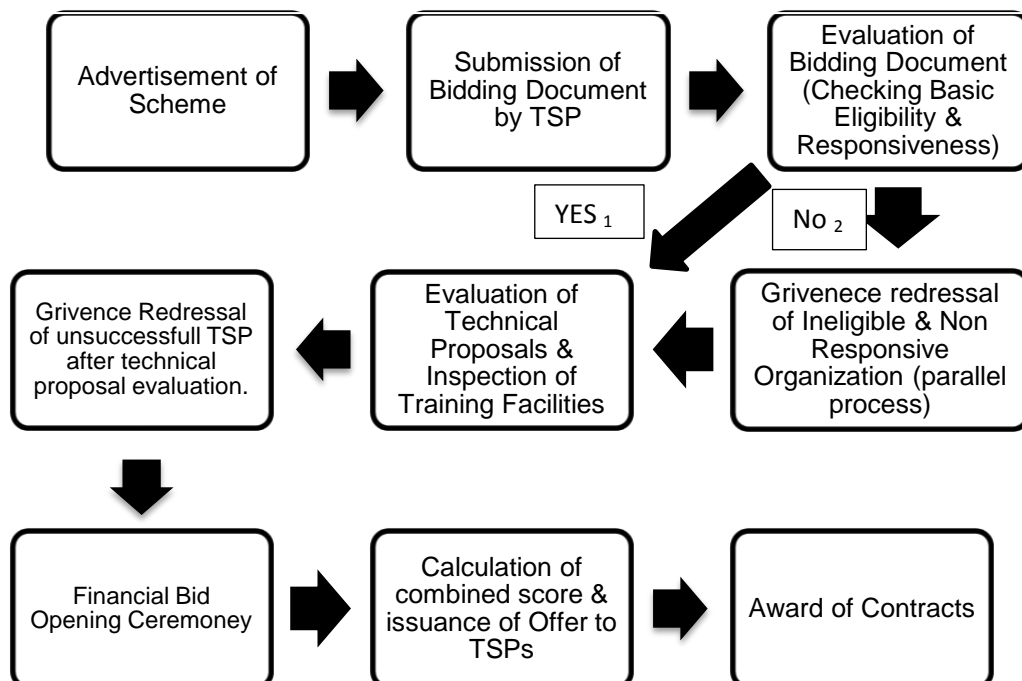 Advertisement of
Scheme
Submission of
Bidding Document
by TSP
Evaluation of
Bidding Document
(Checking Basic
Eligibility &
Responsiveness)
YES 1
No 2
Grivence Redressal
of unsuccessfull TSP
after technical
proposal evaluation.
Evaluation of
Technical
Proposals &
Inspection of
Training Facilities
Grivenece redressal
of Ineligible & Non
Responsive
Organization (parallel
process)
Financial Bid
Opening Ceremoney
Calculation of
combined score &
issuance of Offer to
TSPs
Award of Contracts